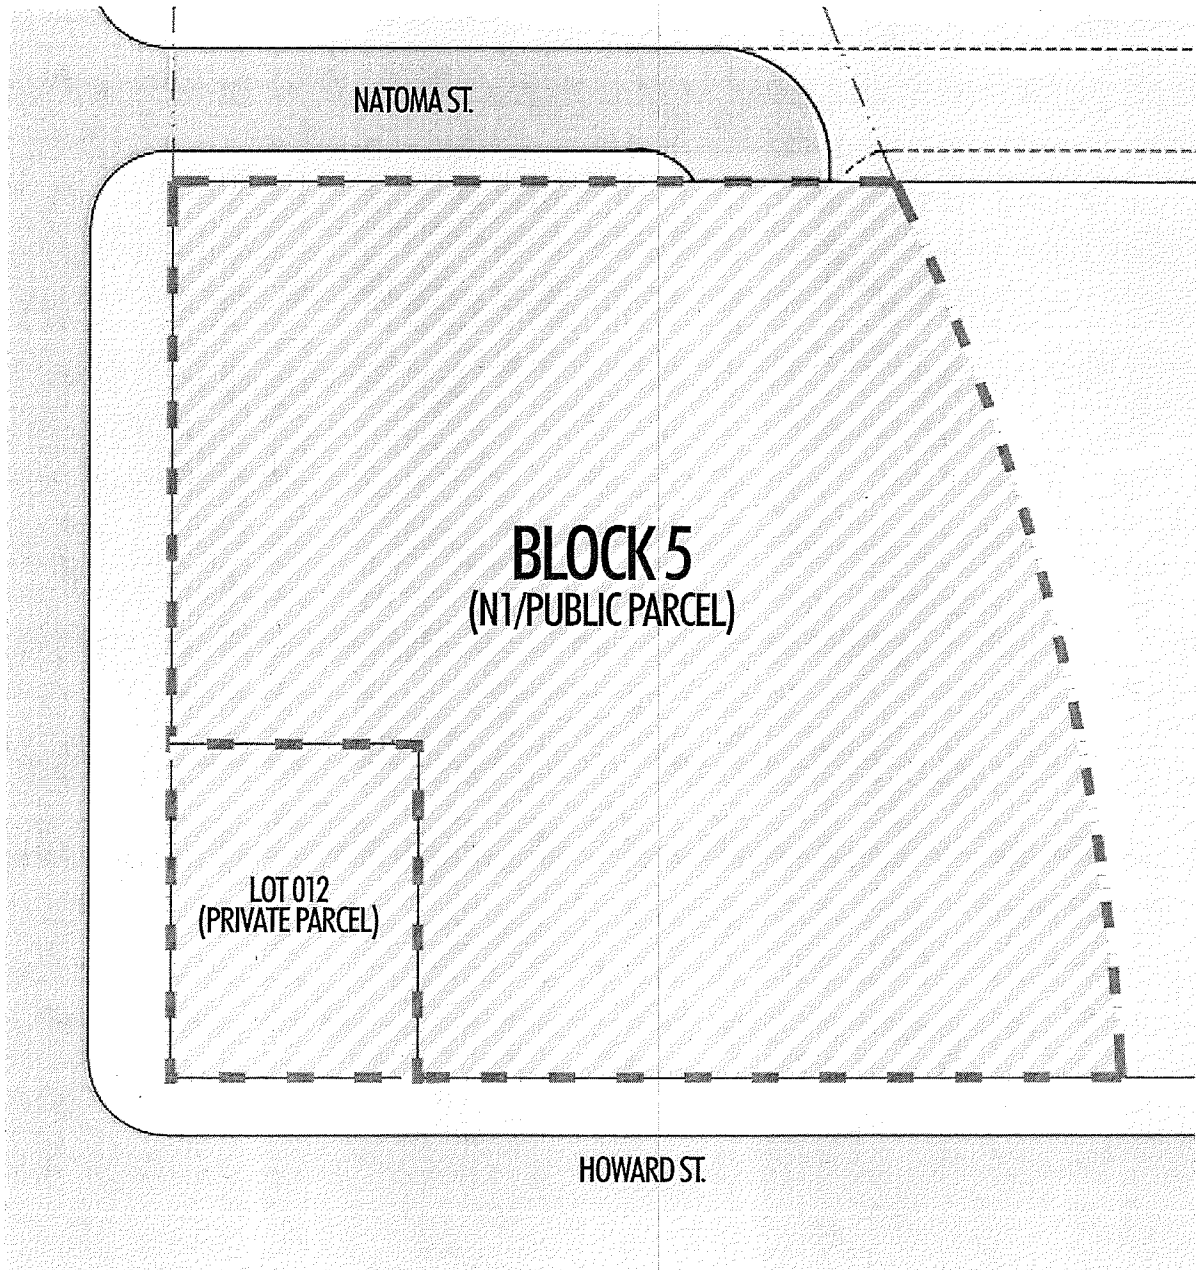 NATOMA ST.
BLOCK 5
(N1/PUBLIC PARCEL)
LOT 012
(PRIVATE PARCEL)
HOWARD ST.